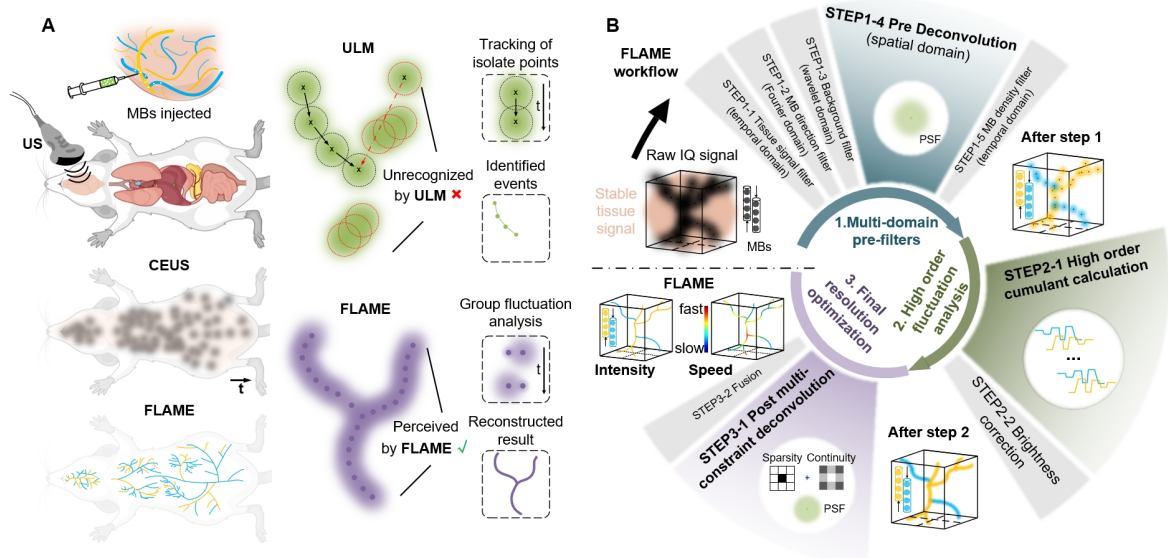 A
MBs injected
US
CEUS
t
FLAME
ULM
x
x
x
x
x
Unrecognized
by ULM ✖
Tracking of
isolate points
x
x
t
Identified
events
FLAME
Perceived
by FLAME √
Group fluctuation
analysis
t
Reconstructed
result
B
FLAME
workflow
Raw IQ signal
Stable
tissue
signal
MBs
STEP1-1 Tissue signal filter
(temporal domain)
STEP1-2 MB direction filter
(Fourier domain)
STEP1-3 Background filter
(wavelet domain)
STEP1-4 Pre Deconvolution
(spatial domain)
PSF
STEP1-5 MB density filter
(temporal domain)
After step 1
1.Multi-domain
pre-filters
2. High order
fluctuation
analysis
3. Final
resolution
optimization
STEP2-1 High order
cumulant calculation
...
STEP2-2 Brightness
correction
After step 2
STEP3-1 Post multi-
constraint deconvolution
Sparsity
+
Continuity
PSF
STEP3-2 Fusion
FLAME
fast
slow
Intensity
Speed